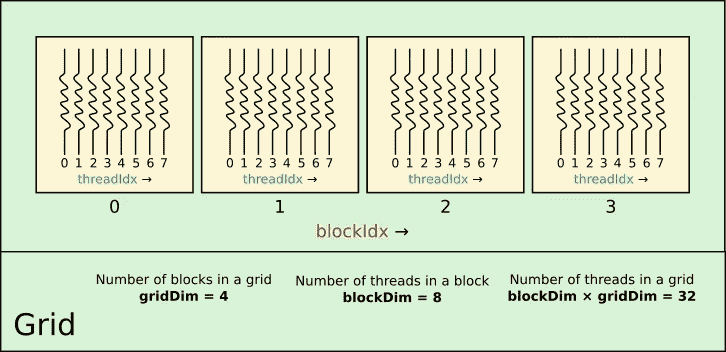 0 1 2 3 4 5 6 7 0 1 2 3 4 5 6 7 0 1 2 3 4 5 6 7 0 1 2 3 4 5 6 7
threadIdx → threadIdx → threadIdx → threadIdx →
0 1 2 3
blockIdx →
Number of blocks in a grid Number of threads in a block Number of threads in a grid
gridDim = 4 blockDim = 8 blockDim × gridDim = 32
Grid